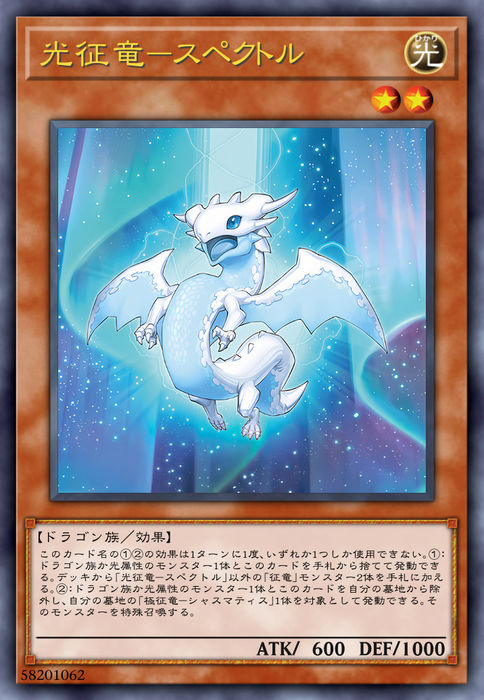 光征竜－スペクトル
ひかり
光
【ドラゴン族／効果】
このカード名の①②の効果は1ターンに1度、いずれか1つしか使用できない。①：
ドラゴン族か光属性のモンスター1体とこのカードを手札から捨てて発動でき
る。デッキから「光征竜－スペクトル」以外の「征竜」モンスター2体を手札に加え
る。②：ドラゴン族か光属性のモンスター1体とこのカードを自分の墓地から除
外し、自分の墓地の「極征竜－シャスマティス」1体を対象として発動できる。そ
のモンスターを特殊召喚する。
ATK/ 600 DEF/1000
58201062